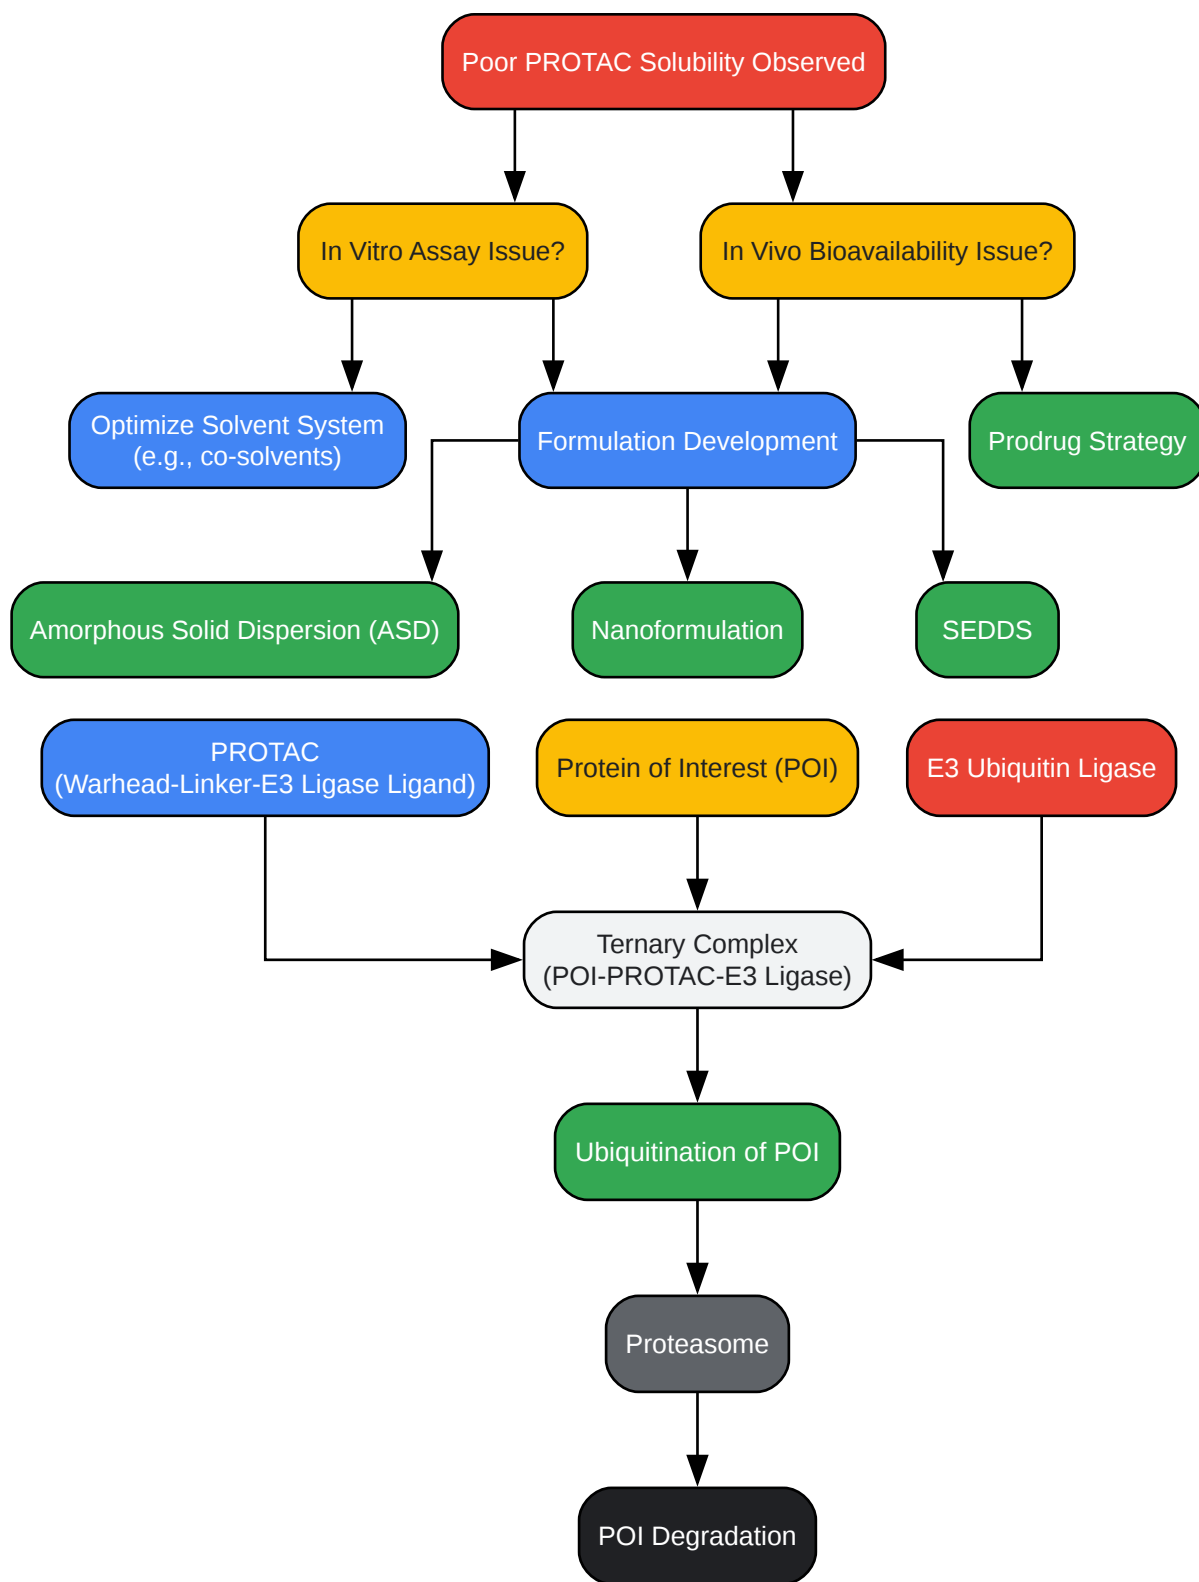 Poor PROTAC Solubility Observed
In Vitro Assay Issue?
In Vivo Bioavailability Issue?
Optimize Solvent System
(e.g., co-solvents)
Formulation Development
Prodrug Strategy
Amorphous Solid Dispersion (ASD)
Nanoformulation
SEDDS
PROTAC
(Warhead-Linker-E3 Ligase Ligand)
Protein of Interest (POI)
E3 Ubiquitin Ligase
Ternary Complex
(POI-PROTAC-E3 Ligase)
Ubiquitination of POI
Proteasome
POI Degradation